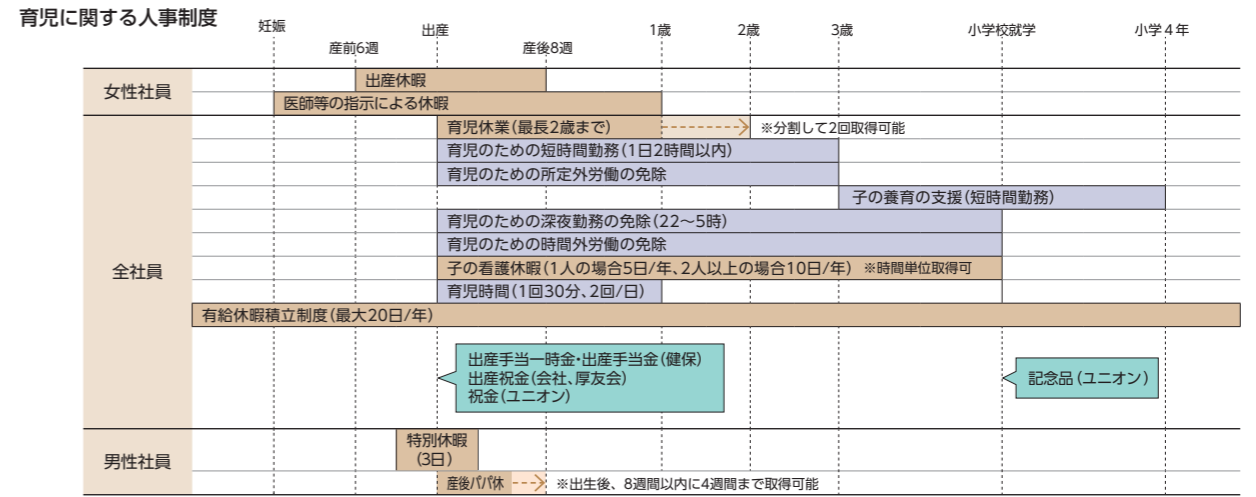 育児に関する人事制度
妊娠
産前6週
出産
産後8週
1歳
2歳
3歳
小学校就学
小学4年
女性社員
出産休暇
医師等の指示による休暇
全社員
育児休業(最長2歳まで)
※分割して2回取得可能
育児のための短時間勤務(1日2時間以内)
育児のための所定外労働の免除
子の養育の支援(短時間勤務)
育児のための深夜勤務の免除(22～5時)
育児のための時間外労働の免除
子の看護休暇(1人の場合5日/年、2人以上の場合10日/年) ※時間単位取得可
育児時間(1回30分、2回/日)
有給休暇積立制度(最大20日/年)
出産手当一時金・出産手当金(健保)
出産祝金(会社、厚友会)
祝金(ユニオン)
記念品(ユニオン)
男性社員
特別休暇
(3日)
産後パパ休
※出生後、8週間以内に4週間まで取得可能